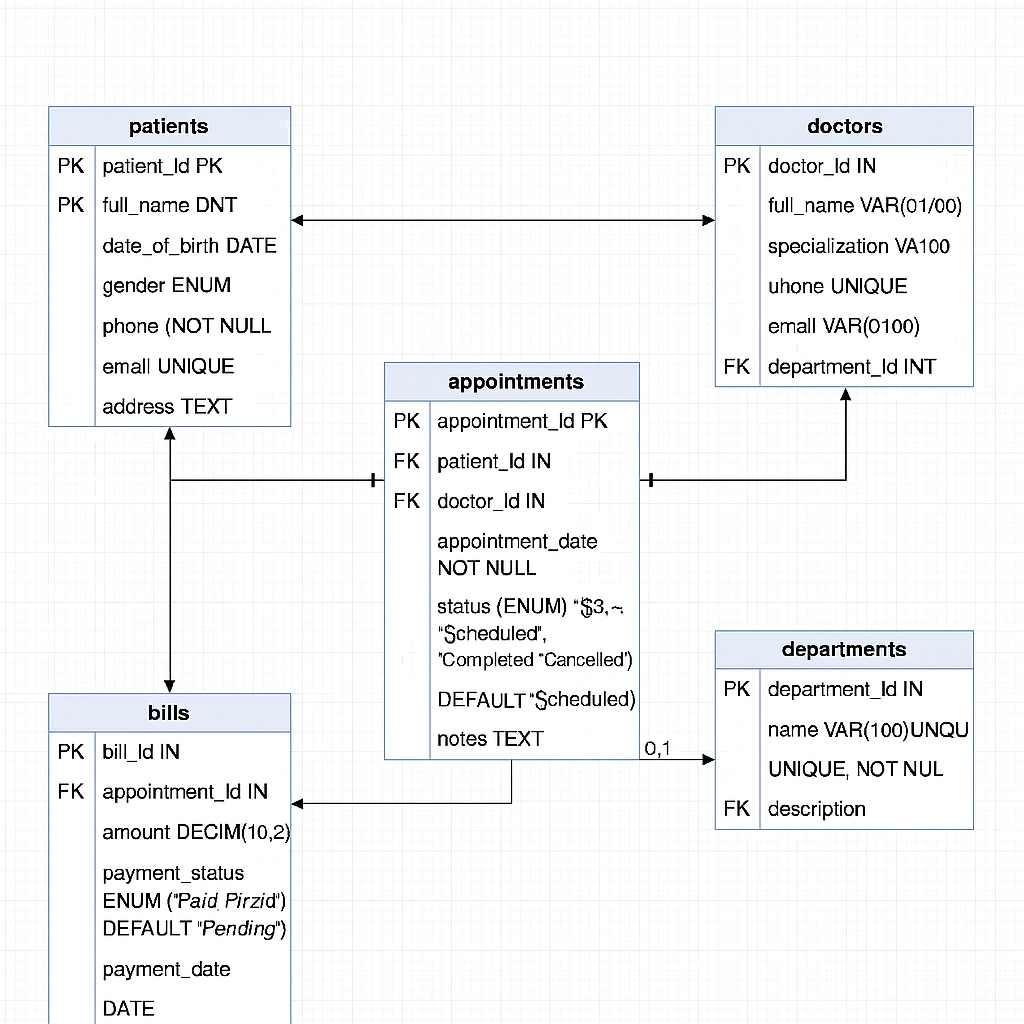 patients
PK patient_Id PK
PK full_name DNT
date_of_birth DATE
gender ENUM
phone (NOT NULL
emall UNIQUE
address TEXT
doctors
PK doctor_Id IN
full_name VAR(01/00)
specialization VA100
uhone UNIQUE
emall VAR(0100)
FK department_Id INT
appointments
PK appointment_Id PK
FK patient_Id IN
FK doctor_Id IN
appointment_date
NOT NULL
status (ENUM) "$3,~.
"$cheduled",
"Completed "Cancelled')
DEFAULT "$cheduled)
notes TEXT
0,1
departments
PK department_Id IN
name VAR(100)UNQU
UNIQUE, NOT NUL
FK description
bills
PK bill_Id IN
FK appointment_Id IN
amount DECIM(10,2)
payment_status
ENUM ("Paid Pirzid")
DEFAULT "Pending")
payment_date
DATE